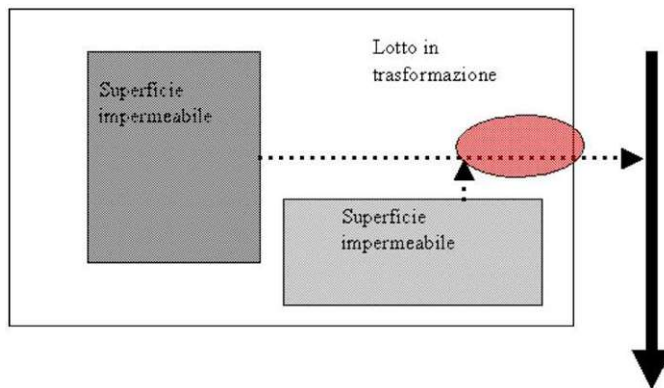 Lotto in
trasformazione
Superficie
impermeabile
Superficie
impermeabile